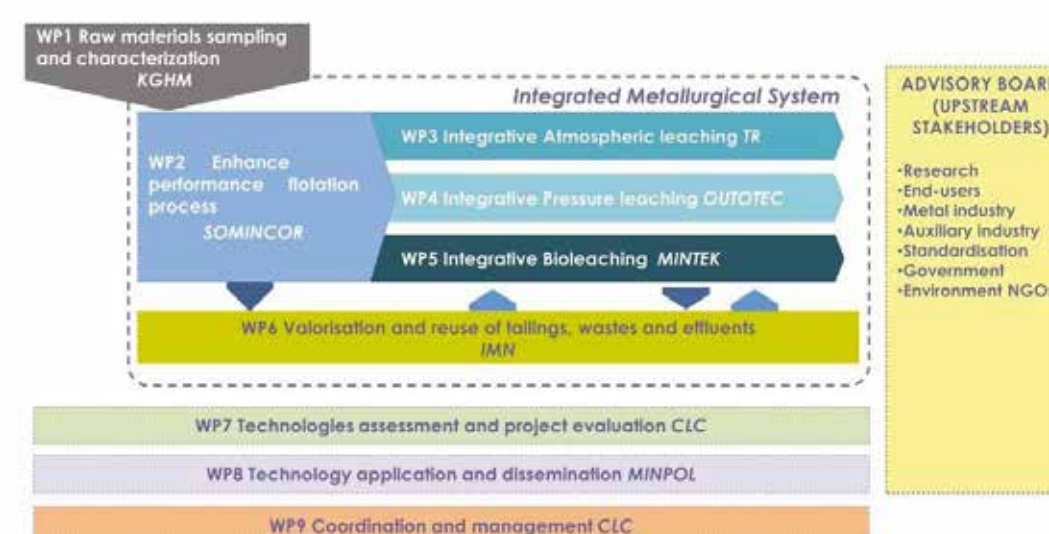 WP1 Raw materials sampling
and characterization
KGHM
Integrated Metallurgical System
WP2 Enhance
performance flotation
process
SOMINCOR
WP3 Integrative Atmospheric leaching TR
WP4 Integrative Pressure leaching OUTOTEC
WP5 Integrative Bioleaching MINTEK
WP6 Valorisation and reuse of tailings, wastes and effluents
IMN
WP7 Technologies assessment and project evaluation CLC
WP8 Technology application and dissemination MINPOL
WP9 Coordination and management CLC
ADVISORY BOAR
(UPSTREAM
STAKEHOLDERS)
•Research
•End-users
•Metal industry
•Auxiliary industry
•Standardisation
•Government
•Environment NGO